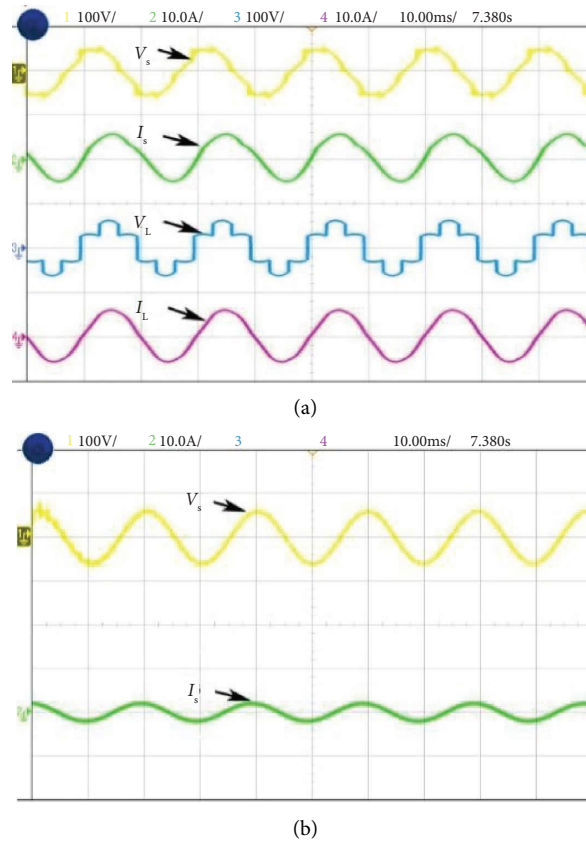 1 100V/ 2 10.0A/ 3 100V/ 4 10.0A/ 10.00ms/ 7.380s
Vs
Is
VL
IL
(a)
1 100V/ 2 10.0A/ 3 4 10.00ms/ 7.380s
Vs
Is
(b)